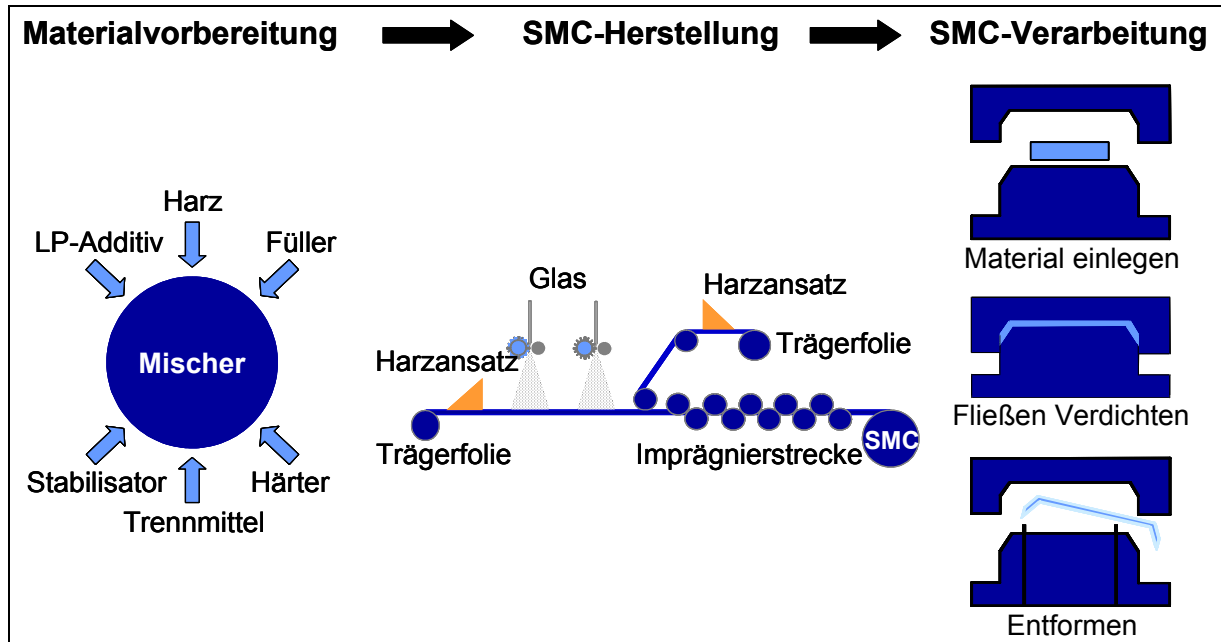 Materialvorbereitung
SMC-Herstellung
SMC-Verarbeitung
Harz
LP-Additiv
Füller
Mischer
Stabilisator
Härter
Trennmittel
Glas
Harzansatz
Harzansatz
Trägerfolie
Trägerfolie
Imprägnierstrecke
SMC
Material einlegen
Fließen Verdichten
Entformen